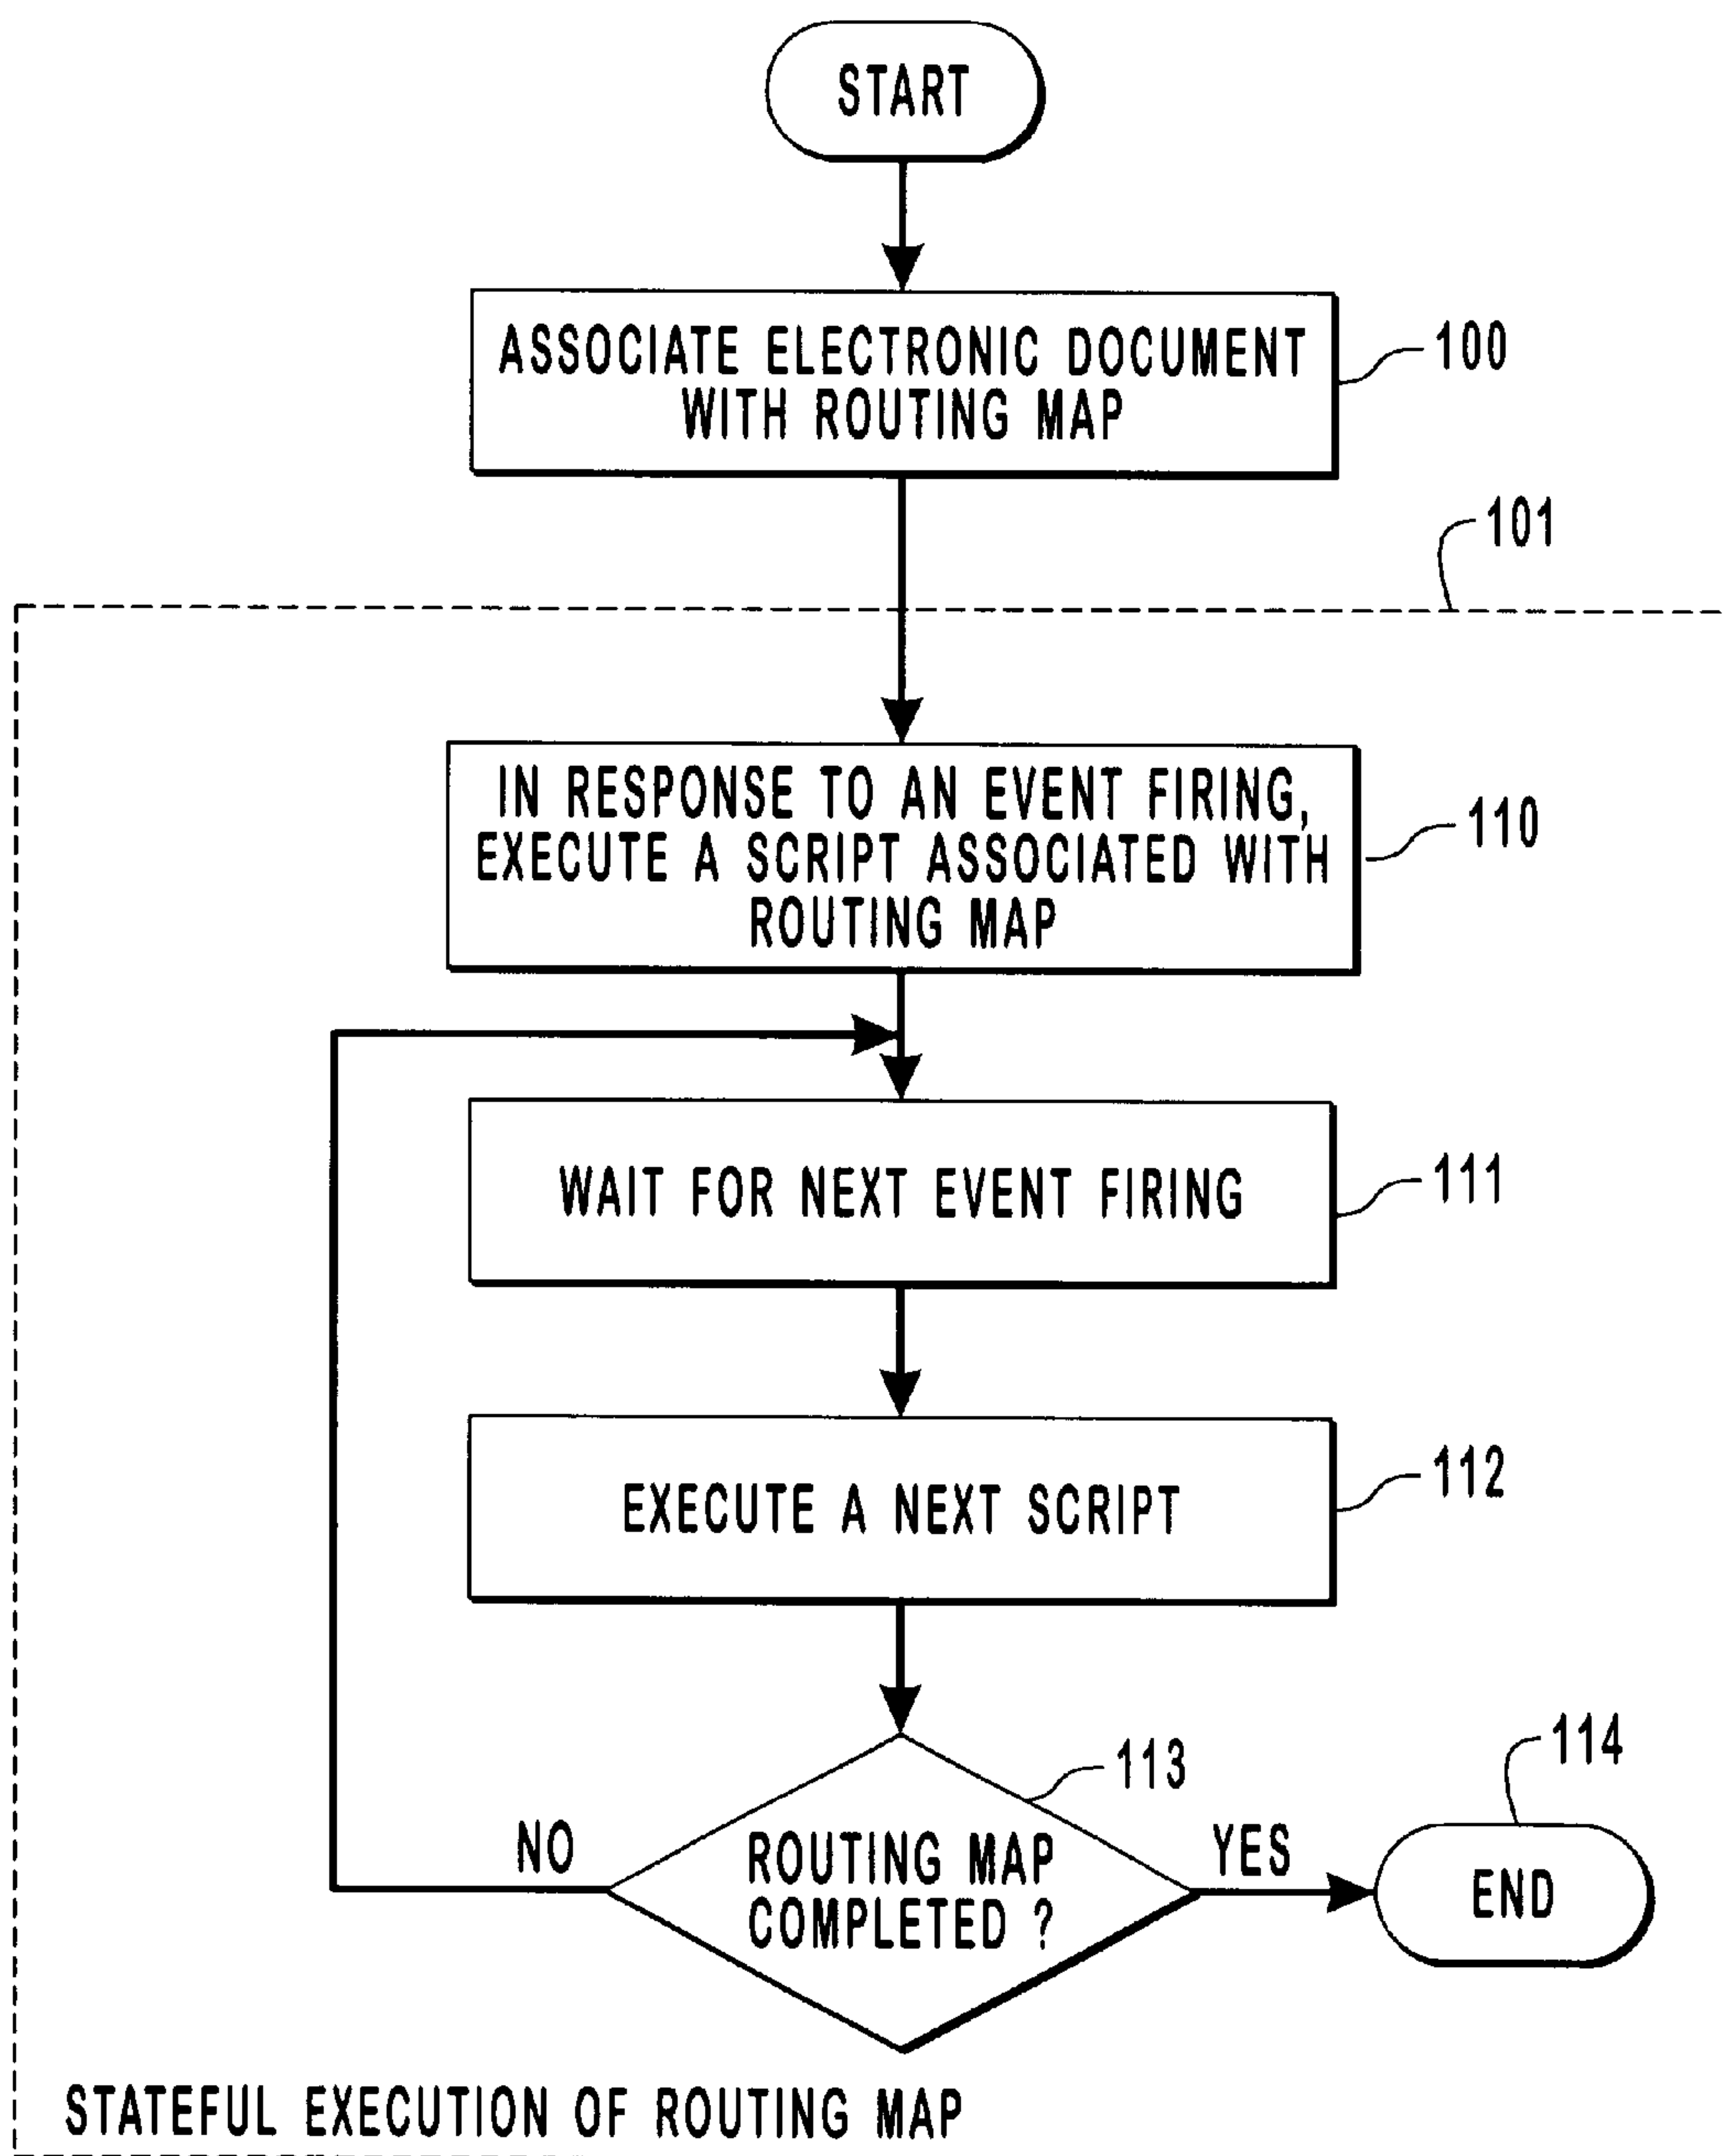 START
ASSOCIATE ELECTRONIC DOCUMENT
WITH ROUTING MAP
100
101
IN RESPONSE TO AN EVENT FIRING,
EXECUTE A SCRIPT ASSOCIATED WITH
ROUTING MAP
110
WAIT FOR NEXT EVENT FIRING
111
EXECUTE A NEXT SCRIPT
112
113
114
NO
ROUTING MAP
COMPLETED ?
YES
END
STATEFUL EXECUTION OF ROUTING MAP